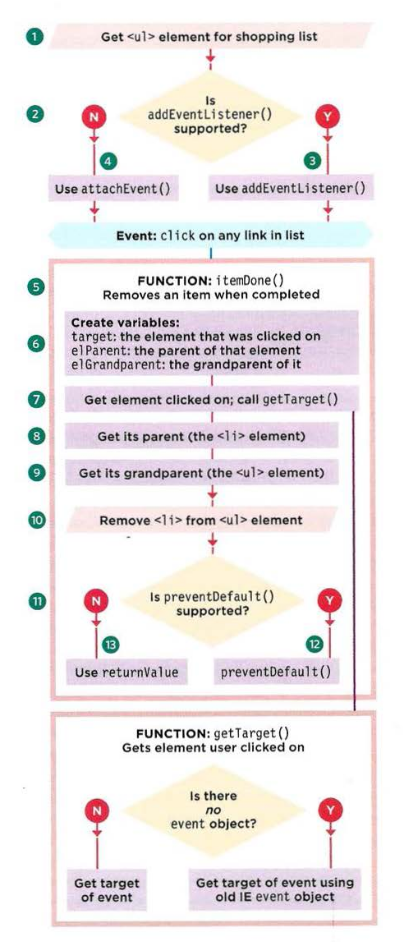 1 Get <ul> element for shopping list
2 N Is Y
addEventListener()
supported?
4 3
Use attachEvent() Use addEventListener()
Event: click on any link in list
5 FUNCTION: itemDone()
Removes an item when completed
6 Create variables:
target: the element that was clicked on
elParent: the parent of that element
elGrandparent: the grandparent of it
7 Get element clicked on; call getTarget()
8 Get its parent (the <li> element)
9 Get its grandparent (the <ul> element)
10 Remove <li> from <ul> element
11 N Is preventDefault() Y
supported?
13 12
Use returnValue preventDefault()
FUNCTION: getTarget()
Gets element user clicked on
N Is there Y
no
event object?
Get target Get target of event using
of event old IE event object